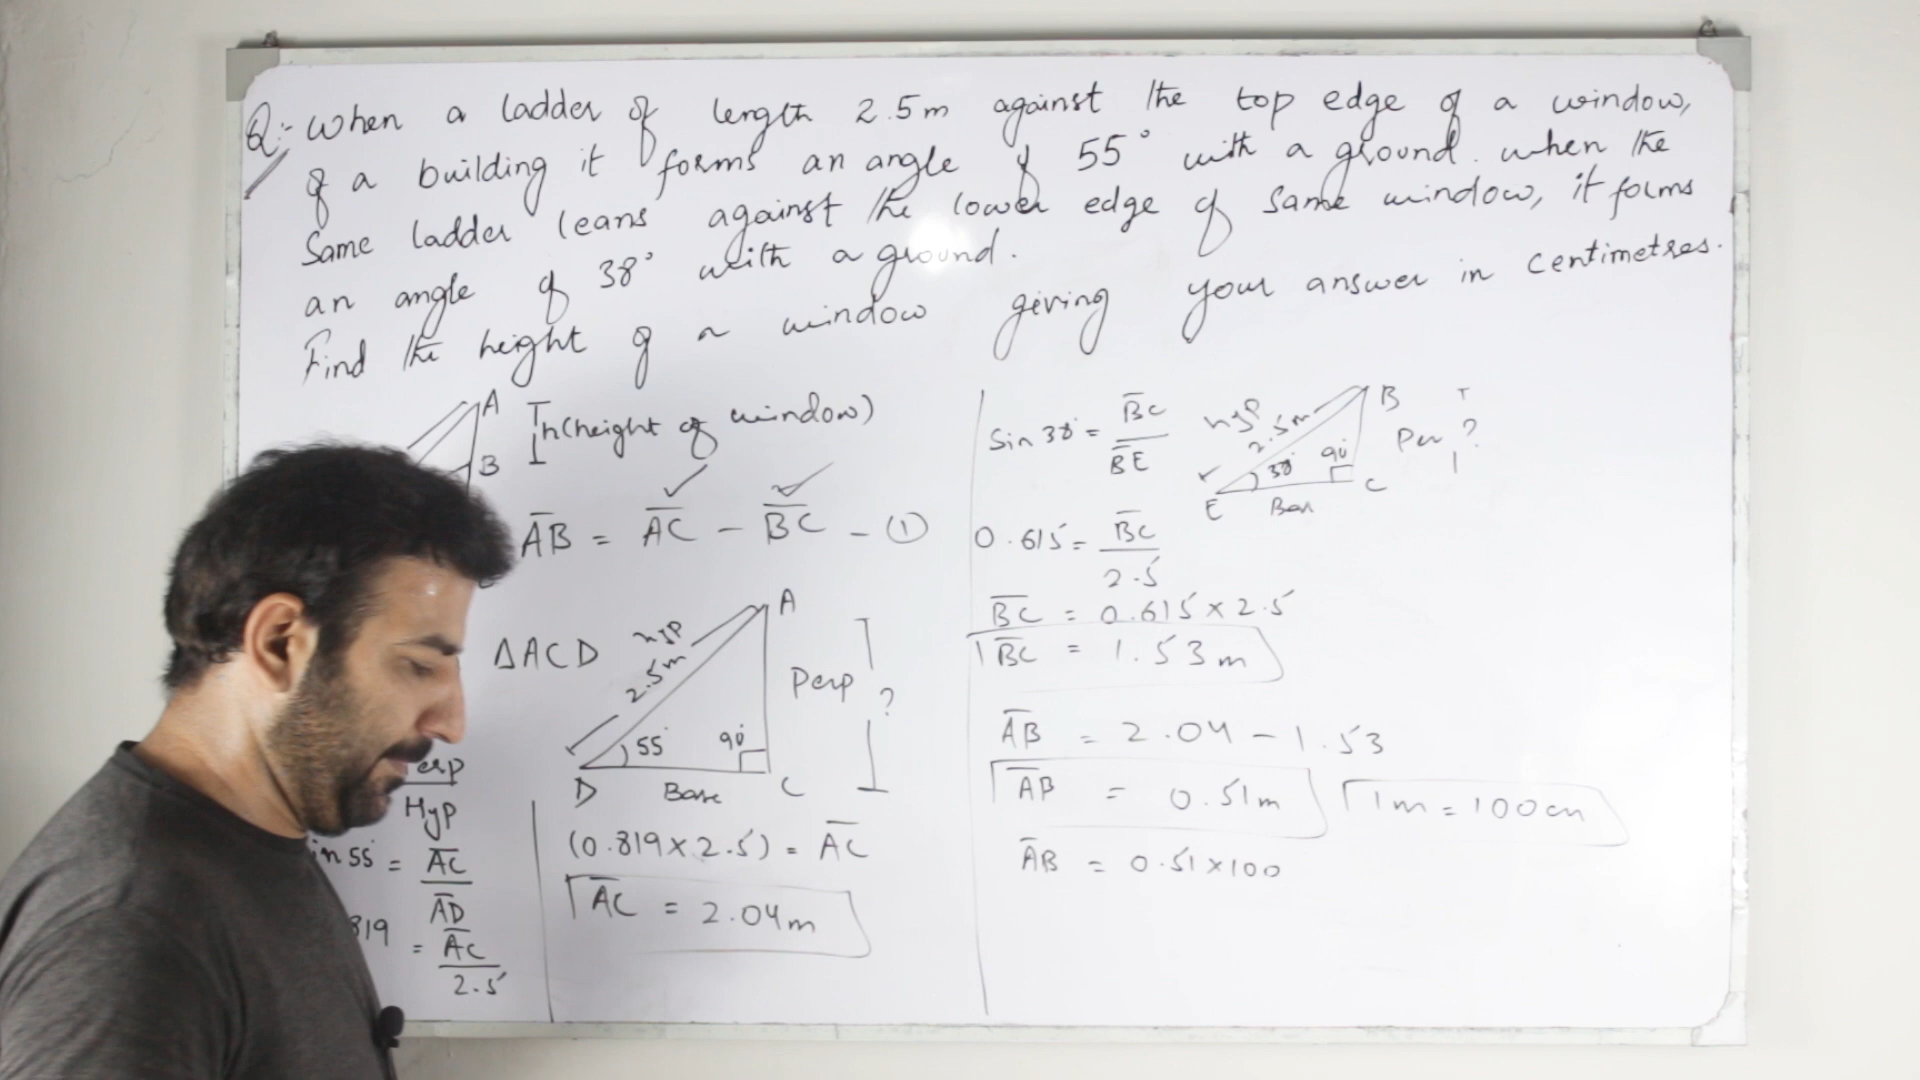 Q:- When a ladder of length 2.5m against the top edge of a window,
of a building it forms an angle of 55° with a ground. when the
Same ladder leans against the lower edge of same window, it forms
an angle of 38° with a ground.
Find the height of a window giving your answer in centimetres.
A
h(height of window)
B
AB = AC - BC - ①
ΔACD
A
hyp
2.5m
Perp
?
55°
90°
D
Base
C
erp
Hyp
in 55 = AC
AD
819 = AC
2.5
(0.819 × 2.5) = AC
AC = 2.04m
Sin 38° = BC
BE
B
hyp
2.5m
Per ?
38°
90°
E
C
0.615 = BC
2.5
BC = 0.615 × 2.5
BC = 1.53m
AB = 2.04 - 1.53
AB = 0.51m
1m = 100cm
AB = 0.51 × 100